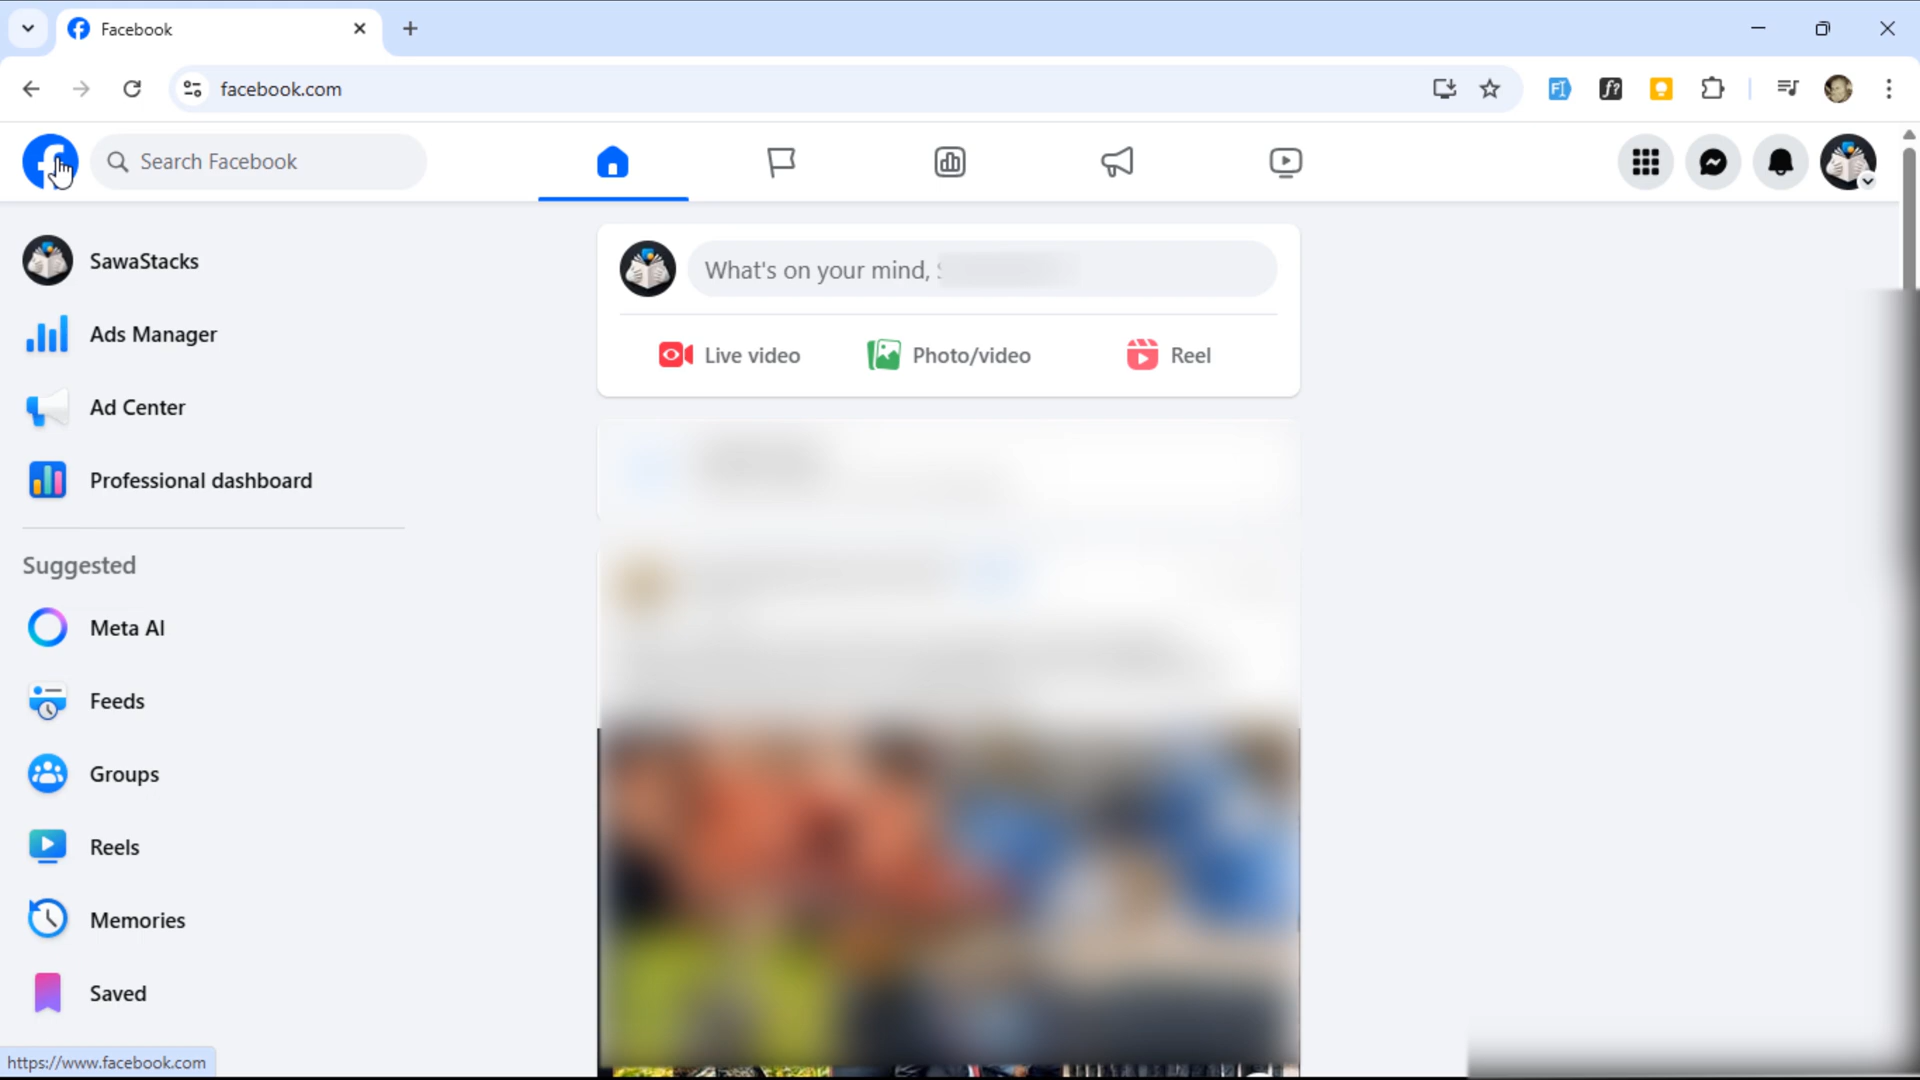 Facebook
facebook.com
Search Facebook
SawaStacks
Ads Manager
Ad Center
Professional dashboard
Suggested
Meta AI
Feeds
Groups
Reels
Memories
Saved
https://www.facebook.com
What's on your mind,
Live video
Photo/video
Reel